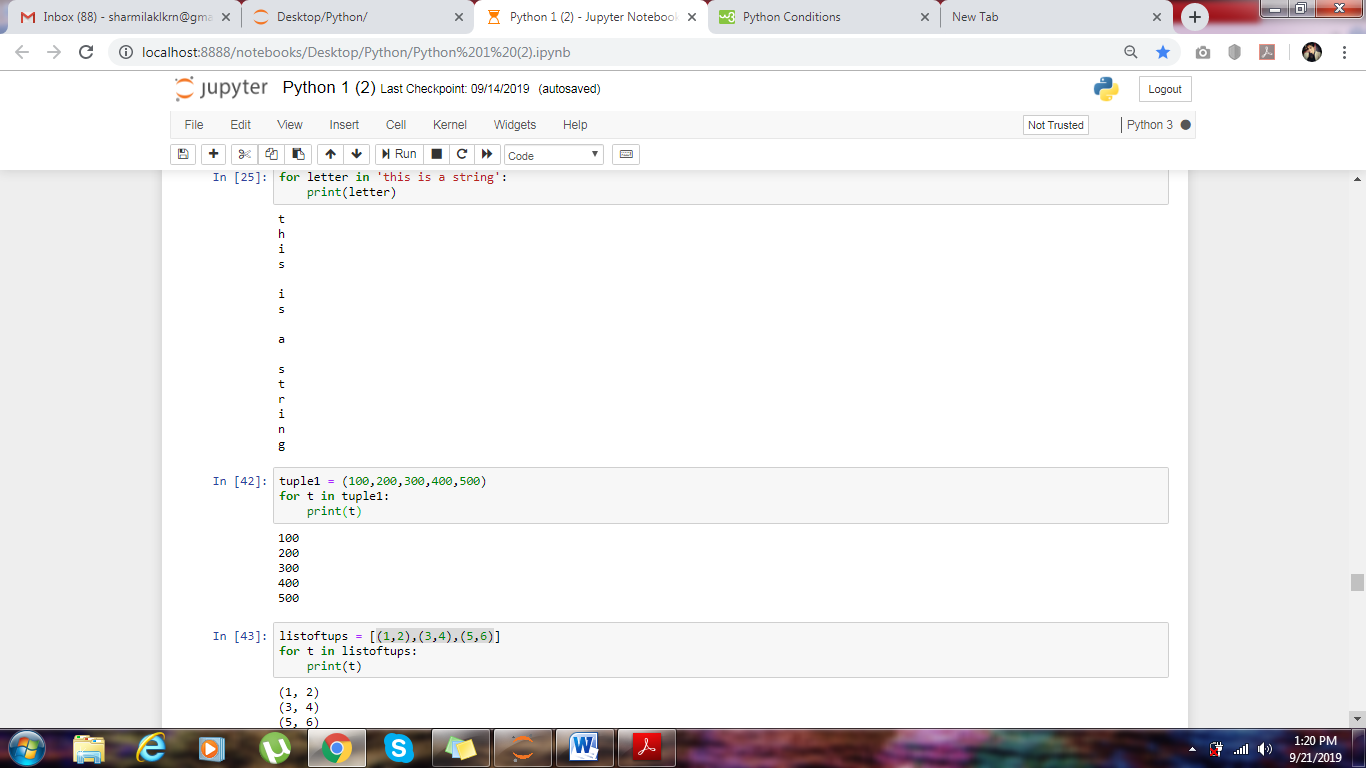 Inbox (88) - sharmilaklkrn@gma
Desktop/Python/
Python 1 (2) - Jupyter Notebook
Python Conditions
New Tab
localhost:8888/notebooks/Desktop/Python/Python%201%20(2).ipynb
jupyter Python 1 (2) Last Checkpoint: 09/14/2019 (autosaved)
Logout
File Edit View Insert Cell Kernel Widgets Help
Not Trusted
Python 3
Run
Code
In [25]: for letter in 'this is a string':
print(letter)
t
h
i
s
i
s
a
s
t
r
i
n
g
In [42]: tuple1 = (100,200,300,400,500)
for t in tuple1:
print(t)
100
200
300
400
500
In [43]: listoftups = [(1,2),(3,4),(5,6)]
for t in listoftups:
print(t)
(1, 2)
(3, 4)
(5, 6)
1:20 PM
9/21/2019